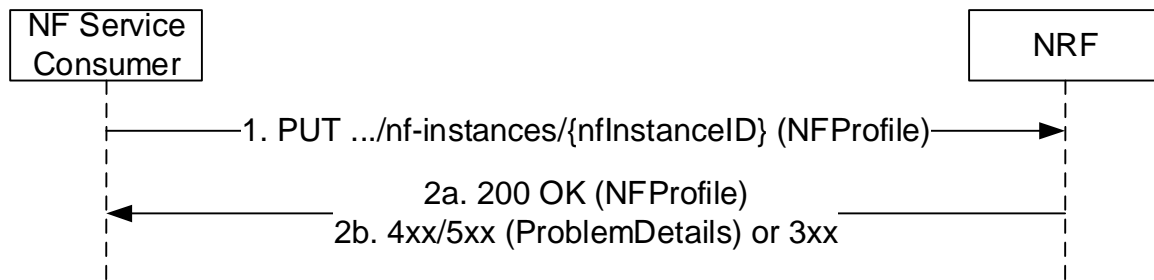 NF Service
Consumer
NRF
1. PUT .../nf-instances/{nfInstanceID} (NFProfile)
2a. 200 OK (NFProfile)
2b. 4xx/5xx (ProblemDetails) or 3xx